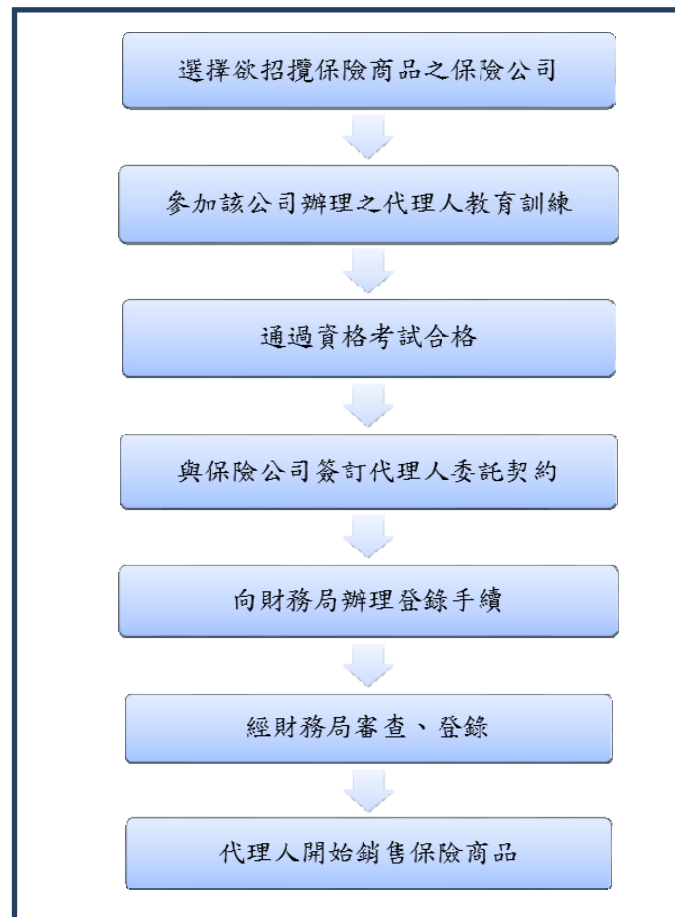 選擇欲招攬保險商品之保險公司
參加該公司辦理之代理人教育訓練
通過資格考試合格
與保險公司簽訂代理人委託契約
向財務局辦理登錄手續
經財務局審查、登錄
代理人開始銷售保險商品